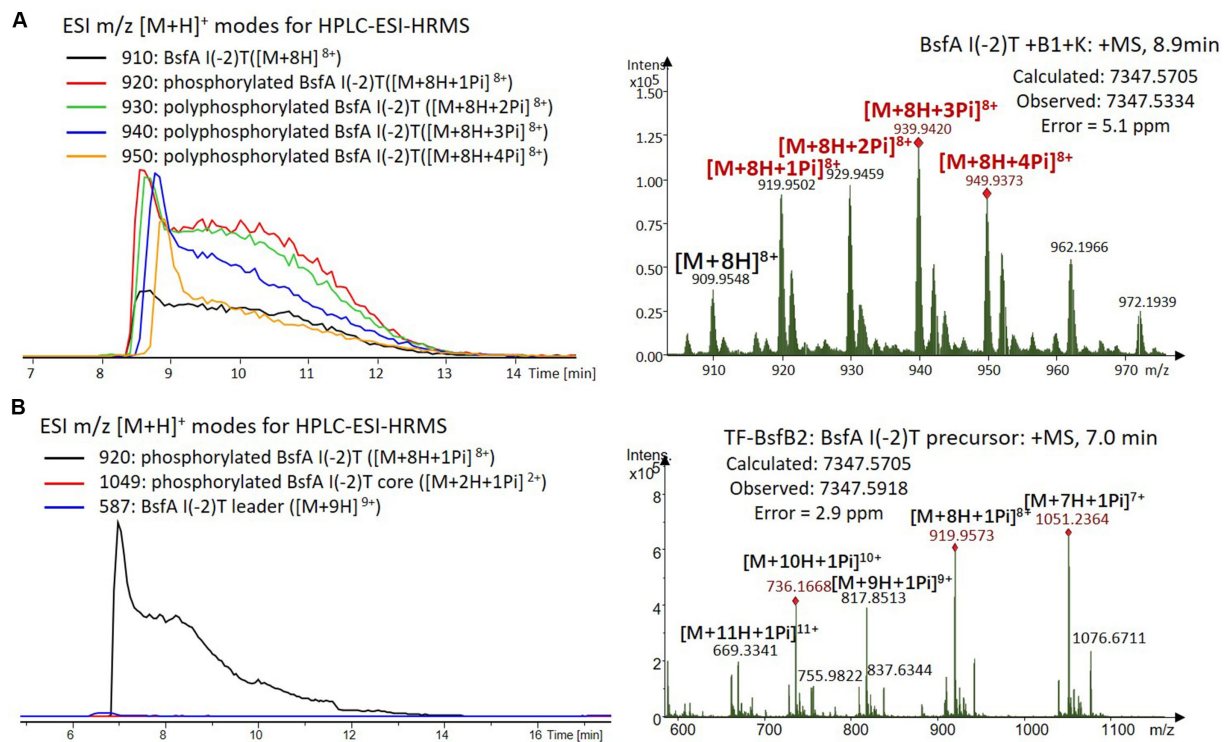 A
ESI m/z [M+H]+ modes for HPLC-ESI-HRMS
910: BsfA I(-2)T([M+8H] 8+)
920: phosphorylated BsfA I(-2)T([M+8H+1Pi] 8+)
930: polyphosphorylated BsfA I(-2)T ([M+8H+2Pi] 8+)
940: polyphosphorylated BsfA I(-2)T([M+8H+3Pi] 8+)
950: polyphosphorylated BsfA I(-2)T([M+8H+4Pi] 8+)
7 8 9 10 11 12 13 14 Time [min]
BsfA I(-2)T +B1+K: +MS, 8.9min
Intens.
x105
Calculated: 7347.5705
Observed: 7347.5334
Error = 5.1 ppm
1.50
1.25
1.00
0.75
0.50
0.25
0.00
[M+8H+3Pi]8+
939.9420
[M+8H+2Pi]8+
929.9459
[M+8H+4Pi]8+
949.9373
[M+8H+1Pi]8+
919.9502
[M+8H]8+
909.9548
962.1966
972.1939
910 920 930 940 950 960 970 m/z
B
ESI m/z [M+H]+ modes for HPLC-ESI-HRMS
920: phosphorylated BsfA I(-2)T ([M+8H+1Pi] 8+)
1049: phosphorylated BsfA I(-2)T core ([M+2H+1Pi] 2+)
587: BsfA I(-2)T leader ([M+9H] 9+)
6 8 10 12 14 16 Time [min]
TF-BsfB2: BsfA I(-2)T precursor: +MS, 7.0 min
Intens.
x105
Calculated: 7347.5705
Observed: 7347.5918
Error = 2.9 ppm
8
6
4
2
0
[M+7H+1Pi]7+
1051.2364
[M+8H+1Pi]8+
919.9573
[M+10H+1Pi]10+
736.1668
[M+9H+1Pi]9+
817.8513
[M+11H+1Pi]11+
669.3341
755.9822
837.6344
1076.6711
600 700 800 900 1000 1100 m/z